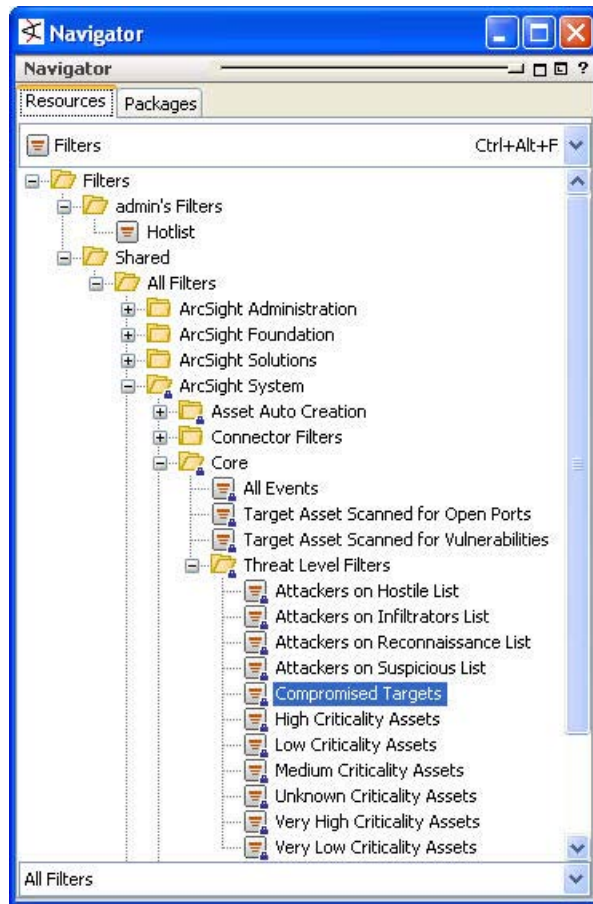 Navigator
Navigator
?
Resources Packages
Filters Ctrl+Alt+F
Filters
admin's Filters
Hotlist
Shared
All Filters
ArcSight Administration
ArcSight Foundation
ArcSight Solutions
ArcSight System
Asset Auto Creation
Connector Filters
Core
All Events
Target Asset Scanned for Open Ports
Target Asset Scanned for Vulnerabilities
Threat Level Filters
Attackers on Hostile List
Attackers on Infiltrators List
Attackers on Reconnaissance List
Attackers on Suspicious List
Compromised Targets
High Criticality Assets
Low Criticality Assets
Medium Criticality Assets
Unknown Criticality Assets
Very High Criticality Assets
Very Low Criticality Assets
All Filters